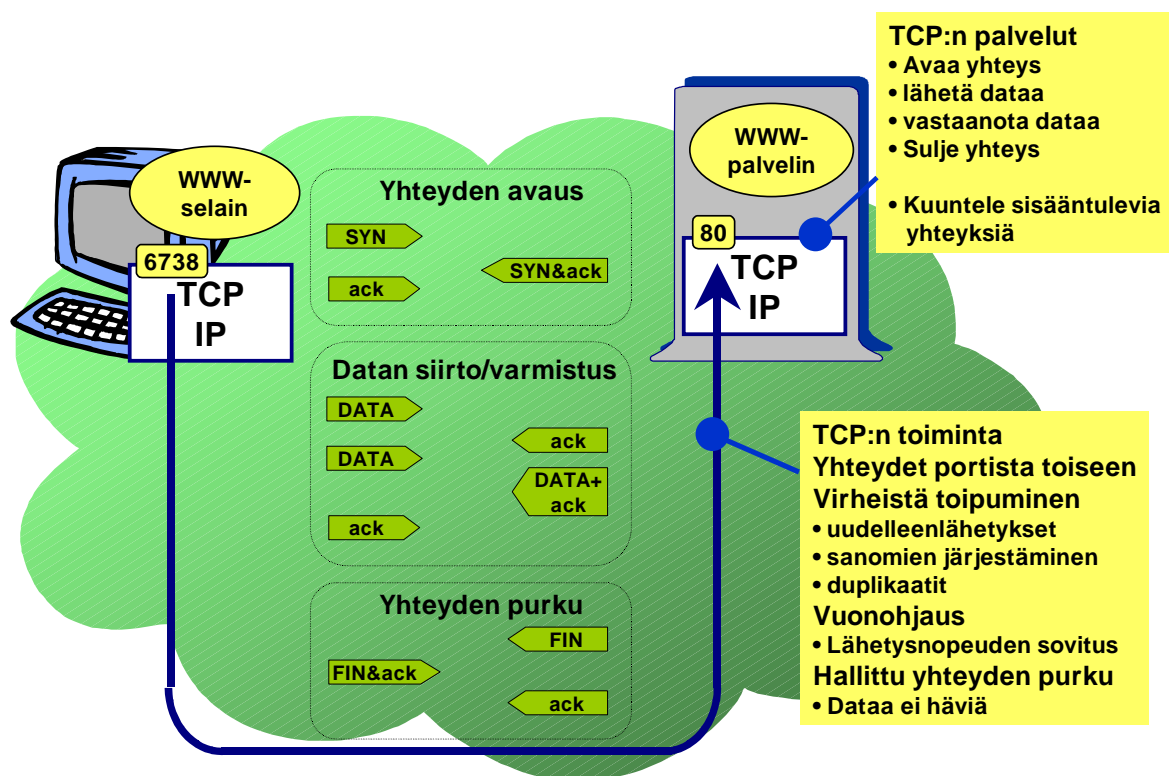 TCP:n palvelut
• Avaa yhteys
• lähetä dataa
• vastaanota dataa
• Sulje yhteys
• Kuuntele sisääntulevia
yhteyksiä
WWW-
selain
6738
TCP
IP
WWW-
palvelin
80
TCP
IP
Yhteyden avaus
SYN
SYN&ack
ack
Datan siirto/varmistus
DATA
ack
DATA
DATA+
ack
ack
Yhteyden purku
FIN
FIN&ack
ack
TCP:n toiminta
Yhteydet portista toiseen
Virheistä toipuminen
• uudelleenlähetykset
• sanomien järjestäminen
• duplikaatit
Vuonohjaus
• Lähetysnopeuden sovitus
Hallittu yhteyden purku
• Dataa ei häviä